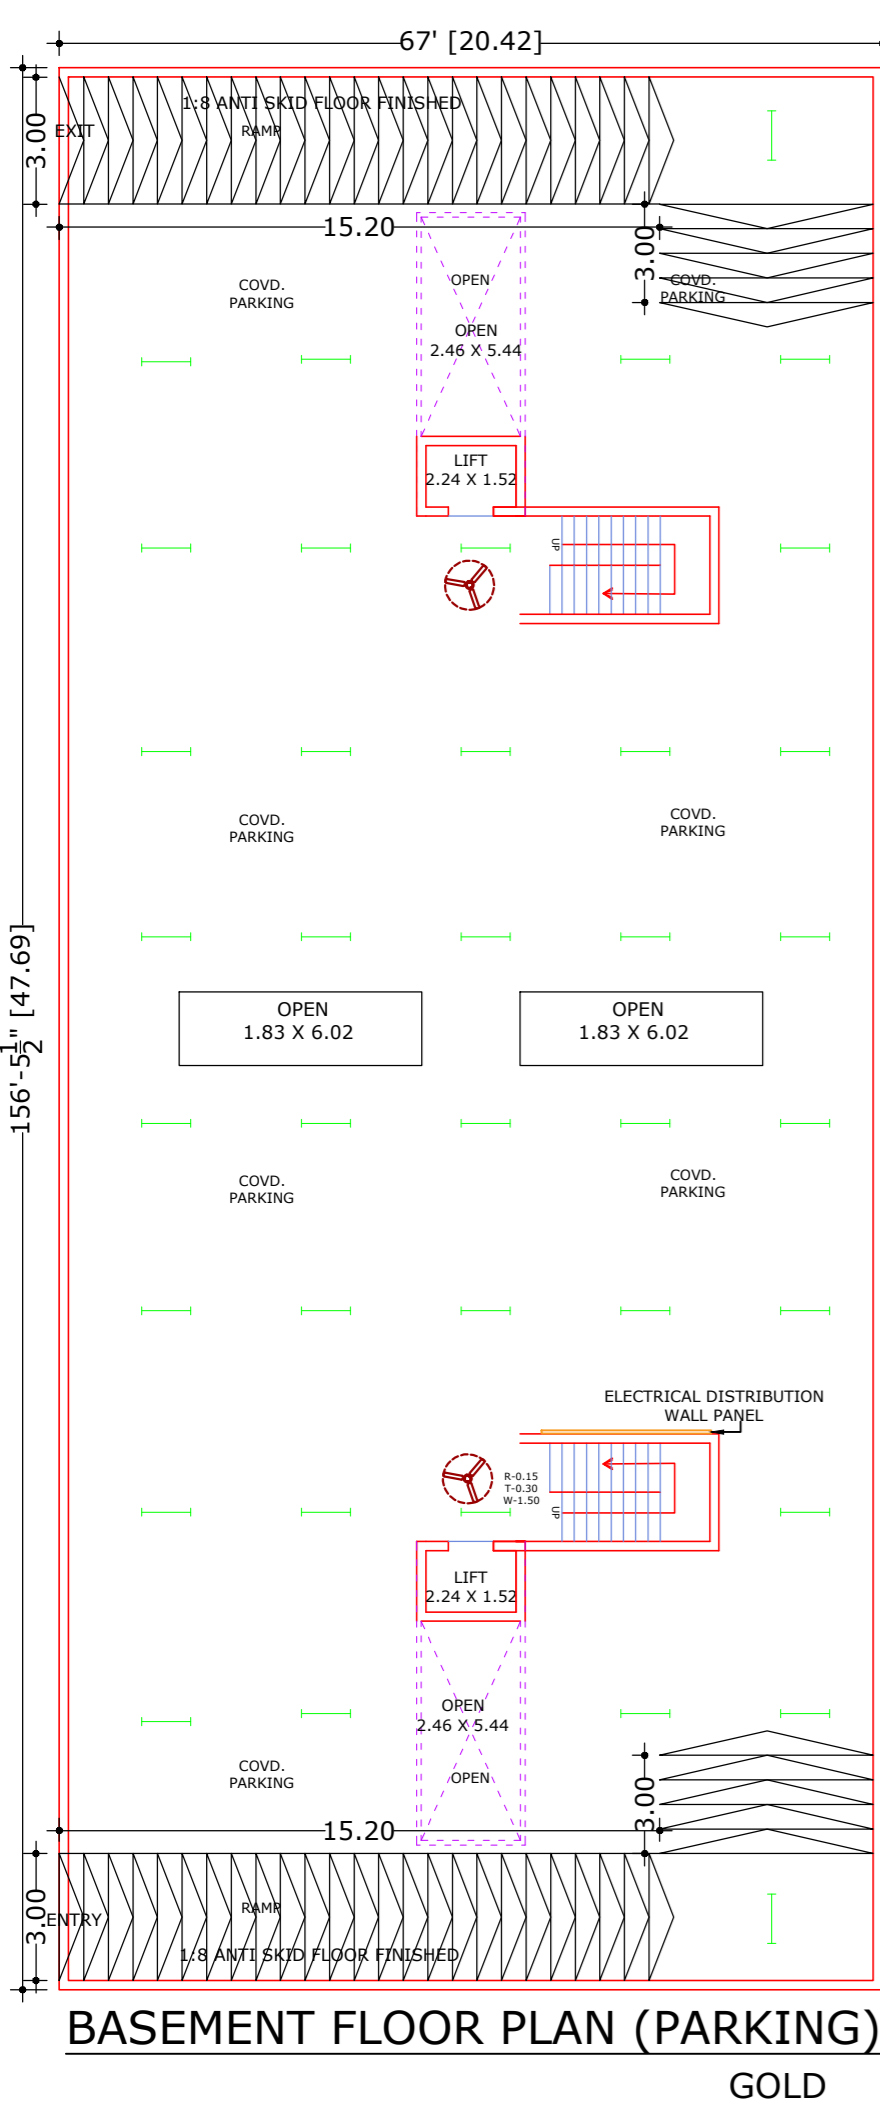 67' [20.42]
1:8 ANTI SKID FLOOR FINISHED
EXIT
RAMP
3.00
15.20
3.00
COVD.
PARKING
OPEN
COVD.
PARKING
OPEN
2.46 X 5.44
LIFT
2.24 X 1.52
UP
COVD.
PARKING
COVD.
PARKING
156'-5 1/2" [47.69]
OPEN
1.83 X 6.02
OPEN
1.83 X 6.02
COVD.
PARKING
COVD.
PARKING
ELECTRICAL DISTRIBUTION
WALL PANEL
R-0.15
T-0.30
W-1.50
UP
LIFT
2.24 X 1.52
OPEN
2.46 X 5.44
COVD.
PARKING
OPEN
3.00
15.20
3.00
RAMP
ENTRY
1:8 ANTI SKID FLOOR FINISHED
BASEMENT FLOOR PLAN (PARKING)
GOLD